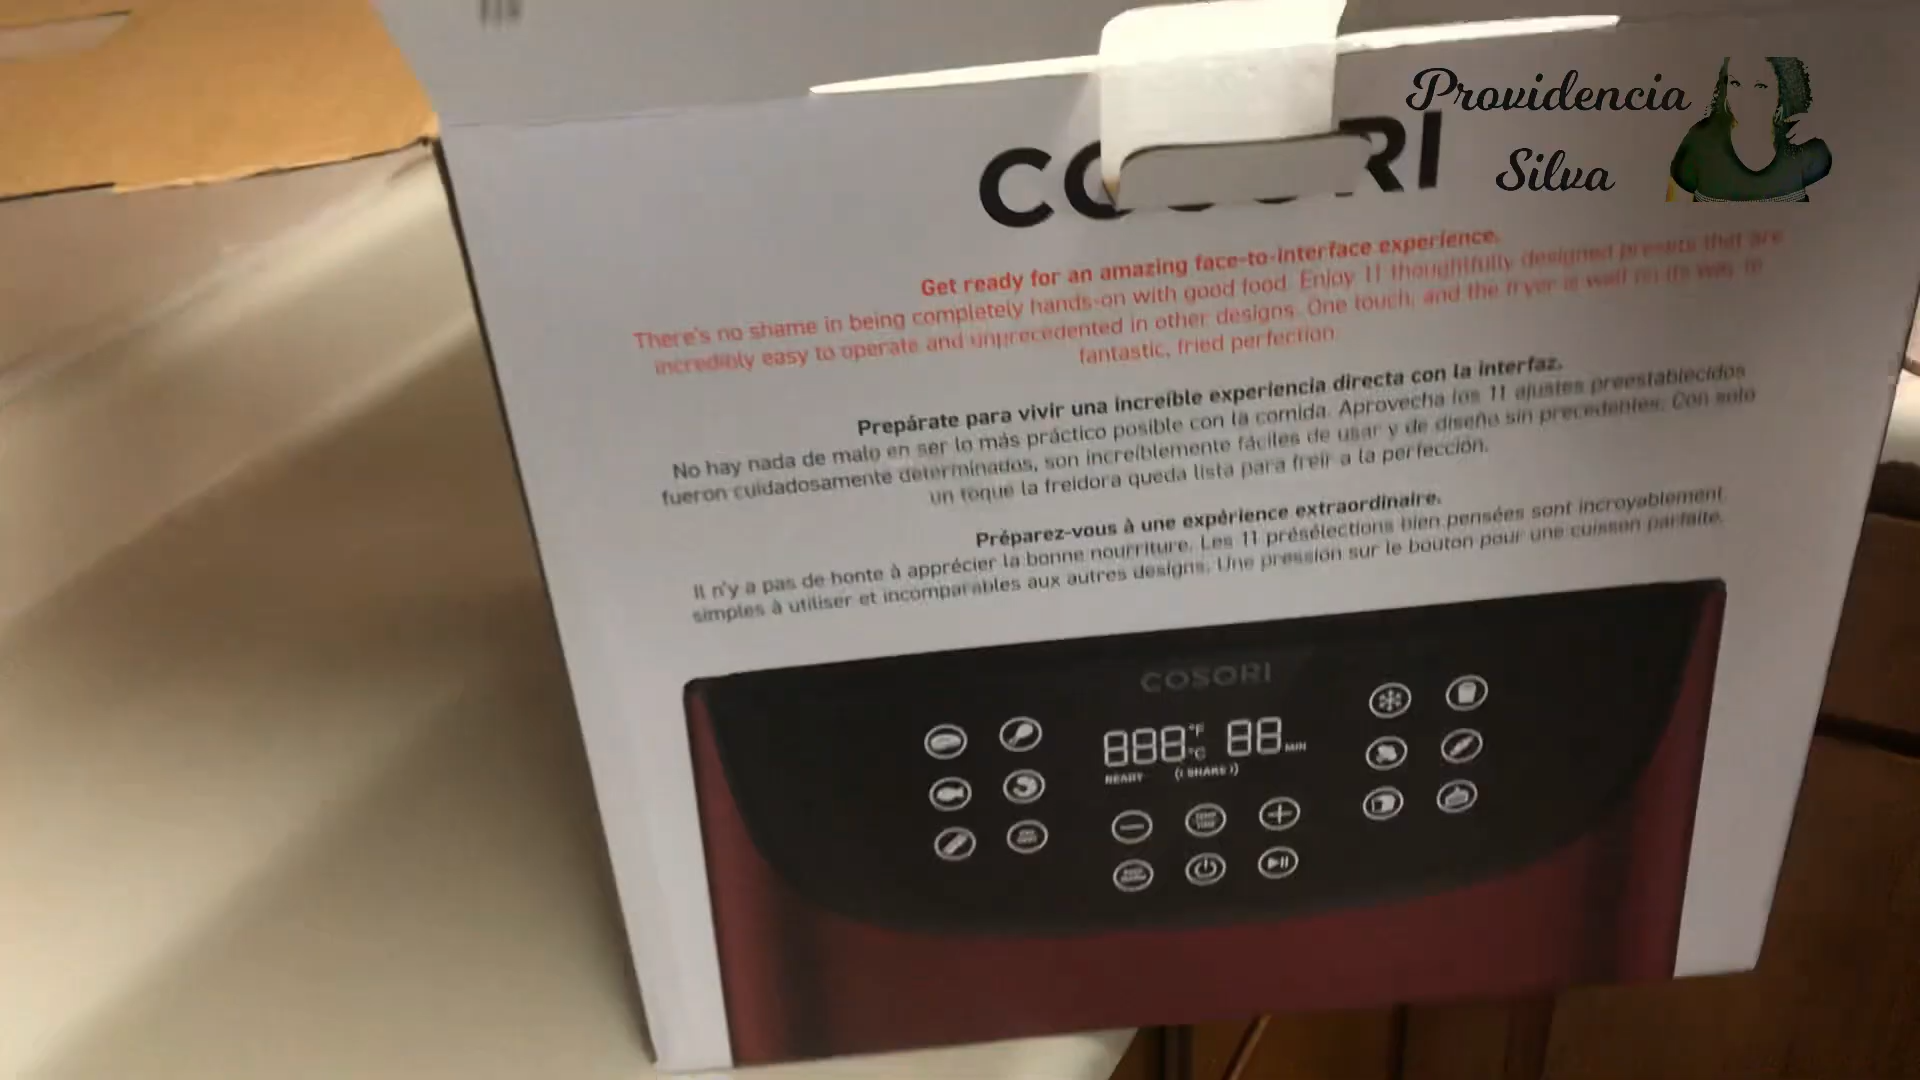 Providencia
Silva
CO RI
Get ready for an amazing face-to-interface experience.
There's no shame in being completely hands-on with good food. Enjoy 11 thoughtfully designed presets that are
incredibly easy to operate and unprecedented in other designs. One touch, and the fryer is well on its way to
fantastic, fried perfection.
Prepárate para vivir una increíble experiencia directa con la interfaz.
No hay nada de malo en ser lo más práctico posible con la comida. Aprovecha los 11 ajustes preestablecidos
fueron cuidadosamente determinados, son increíblemente fáciles de usar y de diseño sin precedentes. Con solo
un toque la freidora queda lista para freír a la perfección.
Préparez-vous à une expérience extraordinaire.
Il n'y a pas de honte à apprécier la bonne nourriture. Les 11 présélections bien pensées sont incroyablement
simples à utiliser et incomparables aux autres designs. Une pression sur le bouton pour une cuisson parfaite.
COSORI
888 °F °C 88 MIN
READY (( SHAKE ))